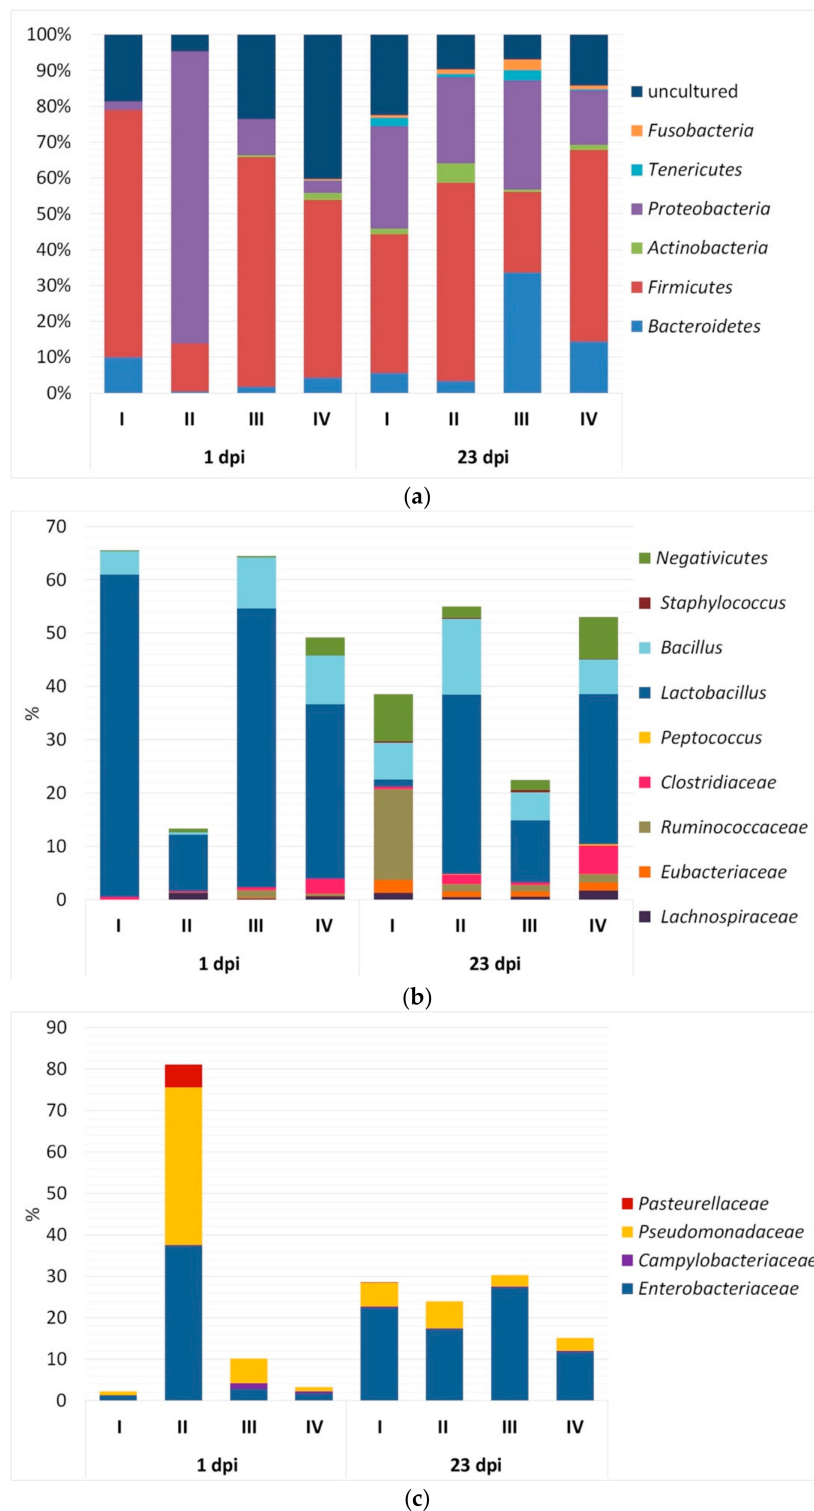 100%
90%
80%
70%
60%
50%
40%
30%
20%
10%
0%
I II III IV I II III IV
1 dpi 23 dpi
uncultured
Fusobacteria
Tenericutes
Proteobacteria
Actinobacteria
Firmicutes
Bacteroidetes
(a)
70
60
50
40
30
20
10
0
%
I II III IV I II III IV
1 dpi 23 dpi
Negativicutes
Staphylococcus
Bacillus
Lactobacillus
Peptococcus
Clostridiaceae
Ruminococcaceae
Eubacteriaceae
Lachnospiraceae
(b)
90
80
70
60
50
40
30
20
10
0
%
I II III IV I II III IV
1 dpi 23 dpi
Pasteurellaceae
Pseudomonadaceae
Campylobacteriaceae
Enterobacteriaceae
(c)